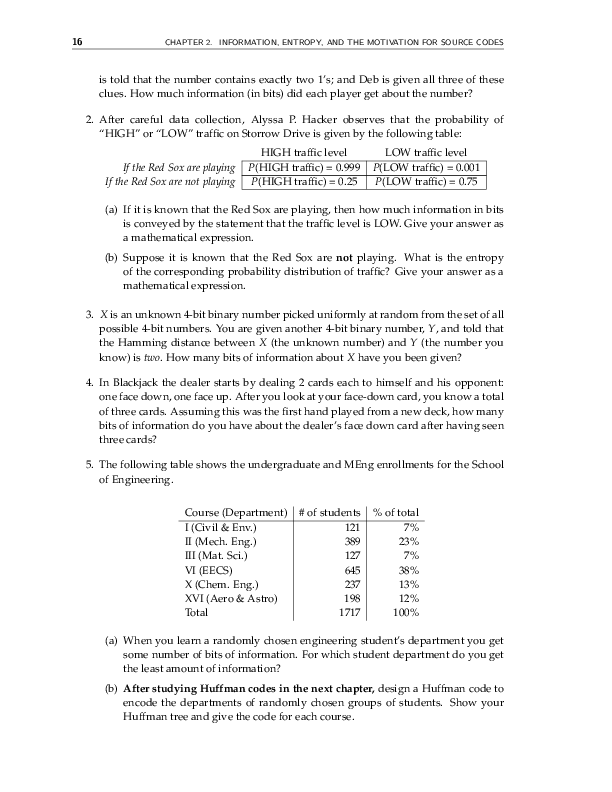 16 CHAPTER 2. INFORMATION, ENTROPY, AND THE MOTIVATION FOR SOURCE CODES
is told that the number contains exactly two 1's; and Deb is given all three of these
clues. How much information (in bits) did each player get about the number?
2. After careful data collection, Alyssa P. Hacker observes that the probability of
"HIGH" or "LOW" traffic on Storrow Drive is given by the following table:
HIGH traffic level LOW traffic level
If the Red Sox are playing P(HIGH traffic) = 0.999 P(LOW traffic) = 0.001
If the Red Sox are not playing P(HIGH traffic) = 0.25 P(LOW traffic) = 0.75
(a) If it is known that the Red Sox are playing, then how much information in bits
is conveyed by the statement that the traffic level is LOW. Give your answer as
a mathematical expression.
(b) Suppose it is known that the Red Sox are not playing. What is the entropy
of the corresponding probability distribution of traffic? Give your answer as a
mathematical expression.
3. X is an unknown 4-bit binary number picked uniformly at random from the set of all
possible 4-bit numbers. You are given another 4-bit binary number, Y, and told that
the Hamming distance between X (the unknown number) and Y (the number you
know) is two. How many bits of information about X have you been given?
4. In Blackjack the dealer starts by dealing 2 cards each to himself and his opponent:
one face down, one face up. After you look at your face-down card, you know a total
of three cards. Assuming this was the first hand played from a new deck, how many
bits of information do you have about the dealer's face down card after having seen
three cards?
5. The following table shows the undergraduate and MEng enrollments for the School
of Engineering.
Course (Department) # of students % of total
I (Civil & Env.) 121 7%
II (Mech. Eng.) 389 23%
III (Mat. Sci.) 127 7%
VI (EECS) 645 38%
X (Chem. Eng.) 237 13%
XVI (Aero & Astro) 198 12%
Total 1717 100%
(a) When you learn a randomly chosen engineering student's department you get
some number of bits of information. For which student department do you get
the least amount of information?
(b) After studying Huffman codes in the next chapter, design a Huffman code to
encode the departments of randomly chosen groups of students. Show your
Huffman tree and give the code for each course.